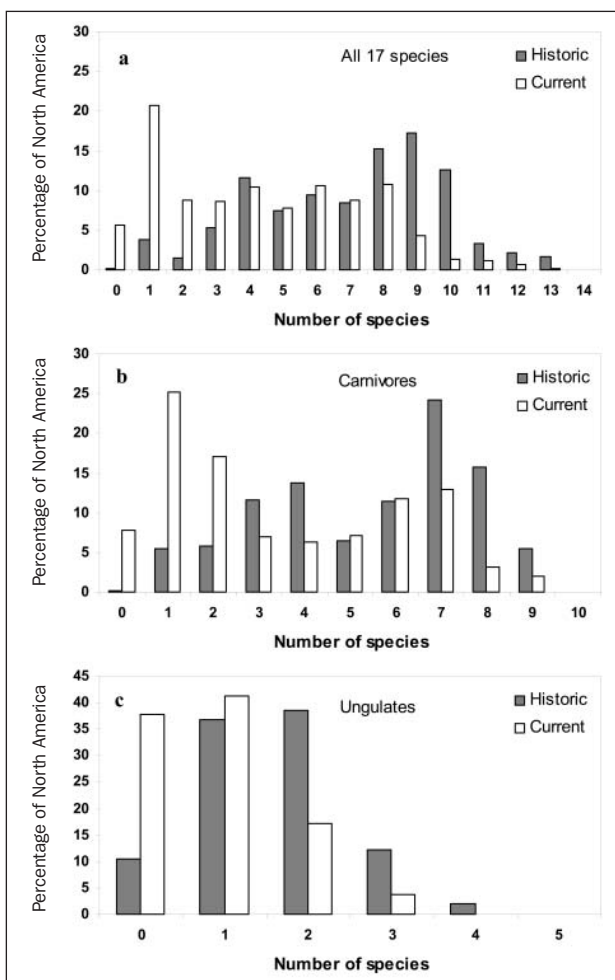 30
25
20
15
10
5
0
Percentage of North America
a
All 17 species
Historic
Current
0 1 2 3 4 5 6 7 8 9 10 11 12 13 14
Number of species
30
25
20
15
10
5
0
Percentage of North America
b
Carnivores
Historic
Current
0 1 2 3 4 5 6 7 8 9 10
Number of species
45
40
35
30
25
20
15
10
5
0
Percentage of North America
c
Ungulates
Historic
Current
0 1 2 3 4 5
Number of species